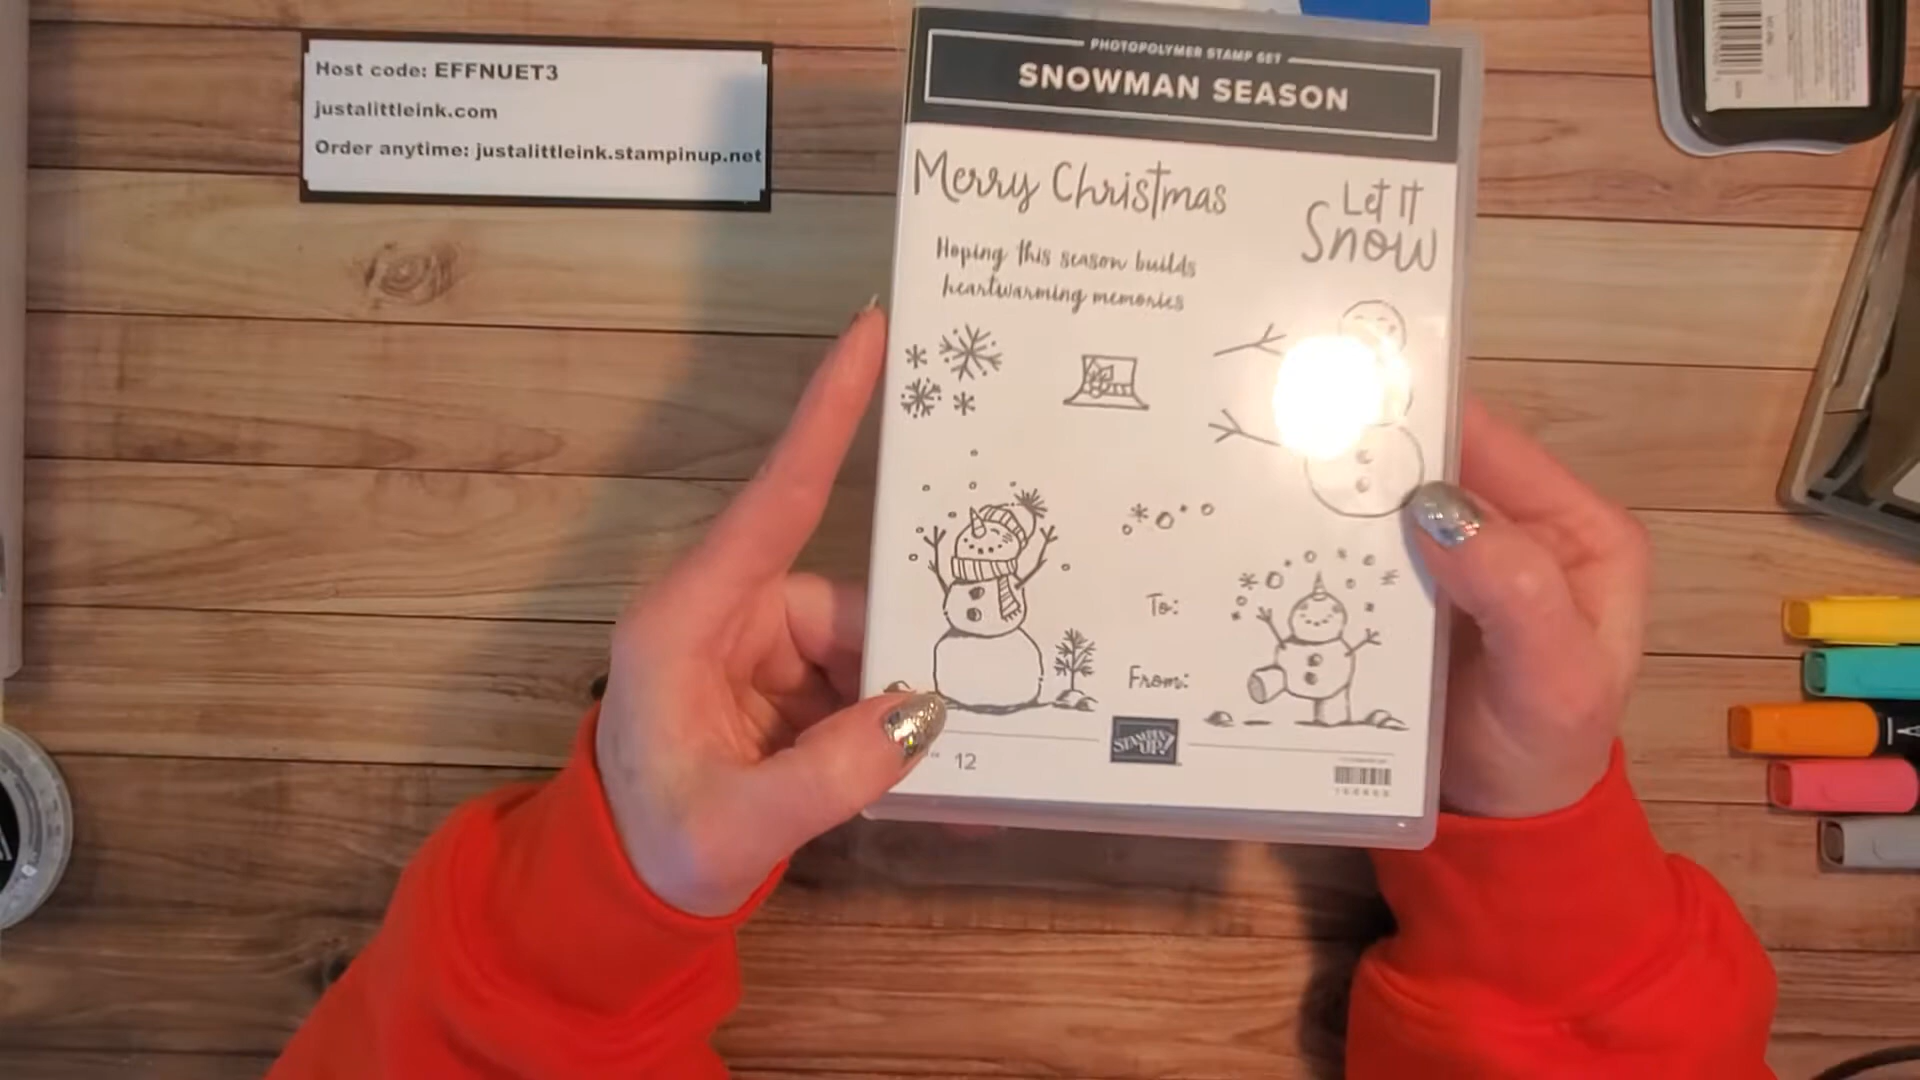 Host code: EFFNUET3
justalittleink.com
Order anytime: justalittleink.stampinup.net
PHOTOPOLYMER STAMP SET
SNOWMAN SEASON
Merry Christmas
Let it
Snow
Hoping this season builds
heartwarming memories
To:
From:
STAMPIN' UP!
12